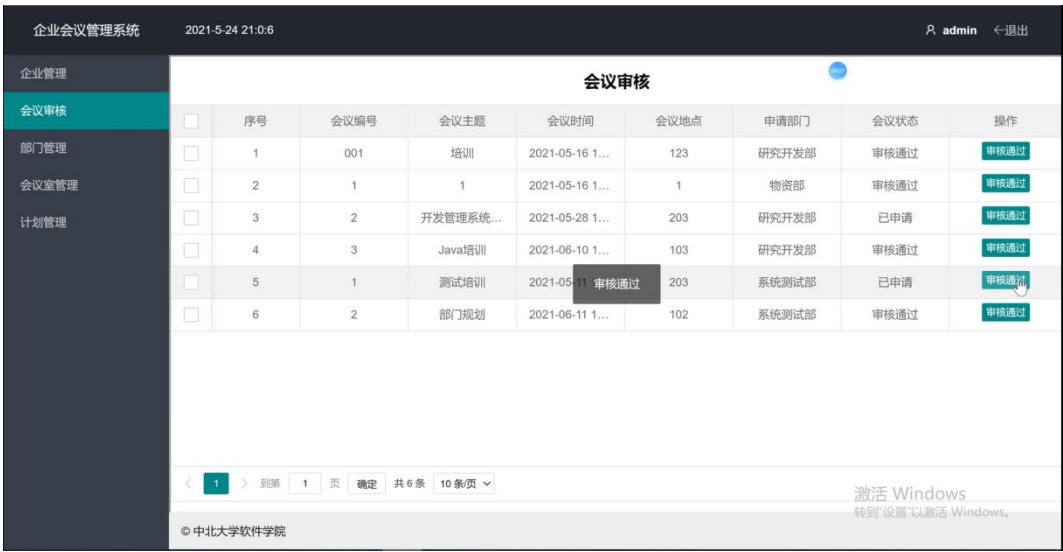 企业会议管理系统 2021-5-24 21:0:6 admin ←退出
企业管理
会议审核
会议审核
序号 会议编号 会议主题 会议时间 会议地点 申请部门 会议状态 操作
部门管理
1 001 培训 2021-05-16 1... 123 研究开发部 审核通过 审核通过
会议室管理
2 1 1 2021-05-16 1... 1 物资部 审核通过 审核通过
计划管理
3 2 开发管理系统... 2021-05-28 1... 203 研究开发部 已申请 审核通过
4 3 Java培训 2021-06-10 1... 103 研究开发部 审核通过 审核通过
5 1 测试培训 2021-05-11 审核通过 203 系统测试部 已申请 审核通过
6 2 部门规划 2021-06-11 1... 102 系统测试部 审核通过 审核通过
< 1 > 到第 1 页 确定 共 6 条 10 条/页
激活 Windows
转到"设置"以激活 Windows。
© 中北大学软件学院